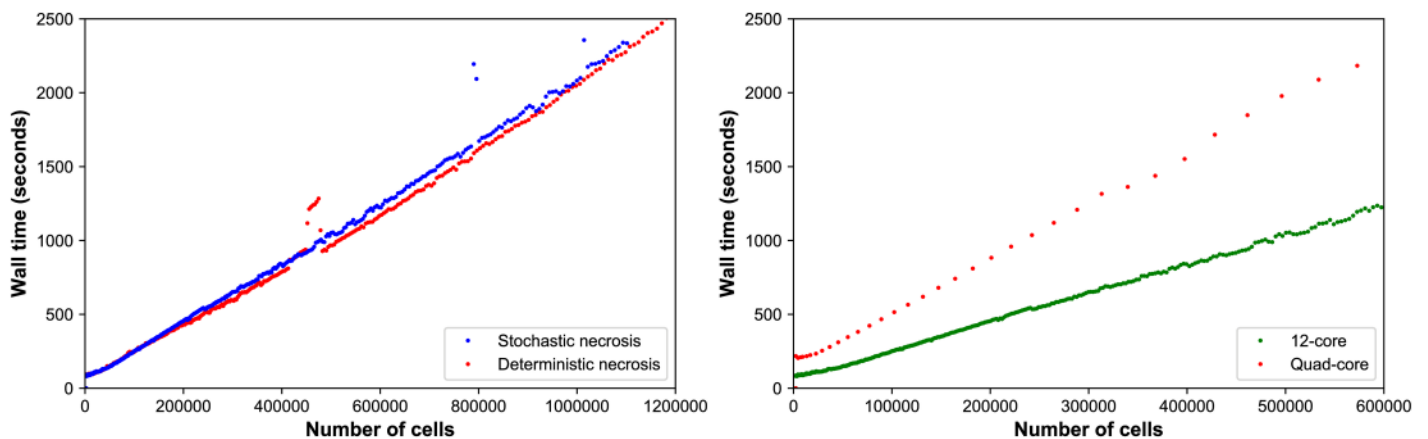 2500
2000
1500
1000
500
0
Wall time (seconds)
0 200000 400000 600000 800000 1000000 1200000
Number of cells
Stochastic necrosis
Deterministic necrosis
2500
2000
1500
1000
500
0
Wall time (seconds)
0 100000 200000 300000 400000 500000 600000
Number of cells
12-core
Quad-core